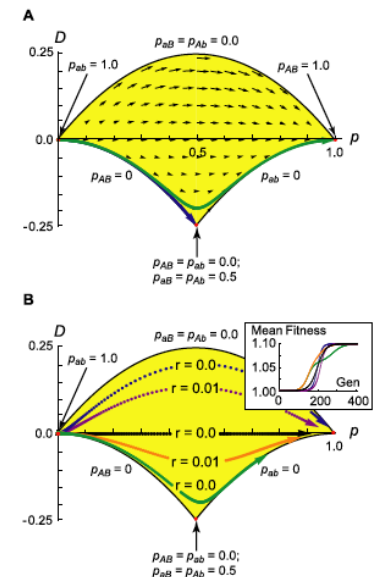 A
D
p_aB = p_Ab = 0.0
0.25
p_ab = 1.0
p_AB = 1.0
0.0
p
0.5
1.0
p_AB = 0
p_ab = 0
-0.25
p_AB = p_ab = 0.0;
p_aB = p_Ab = 0.5
B
D
p_aB = p_Ab = 0.0
0.25
p_ab = 1.0
Mean Fitness
1.10
1.05
1.00
Gen
0
200
400
r = 0.0
r = 0.01
0.0
r = 0.0
p
1.0
r = 0.01
p_AB = 0
p_ab = 0
r = 0.0
-0.25
p_AB = p_ab = 0.0;
p_aB = p_Ab = 0.5